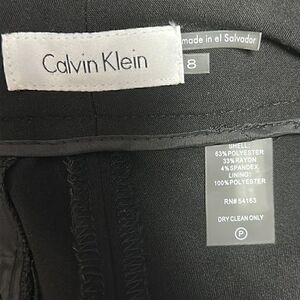 Calvin Klein
made in el Salvador
8
SHELL:
63% POLYESTER
33% RAYON
4% SPANDEX
LINING:
100% POLYESTER
RN# 54163
DRY CLEAN ONLY
P